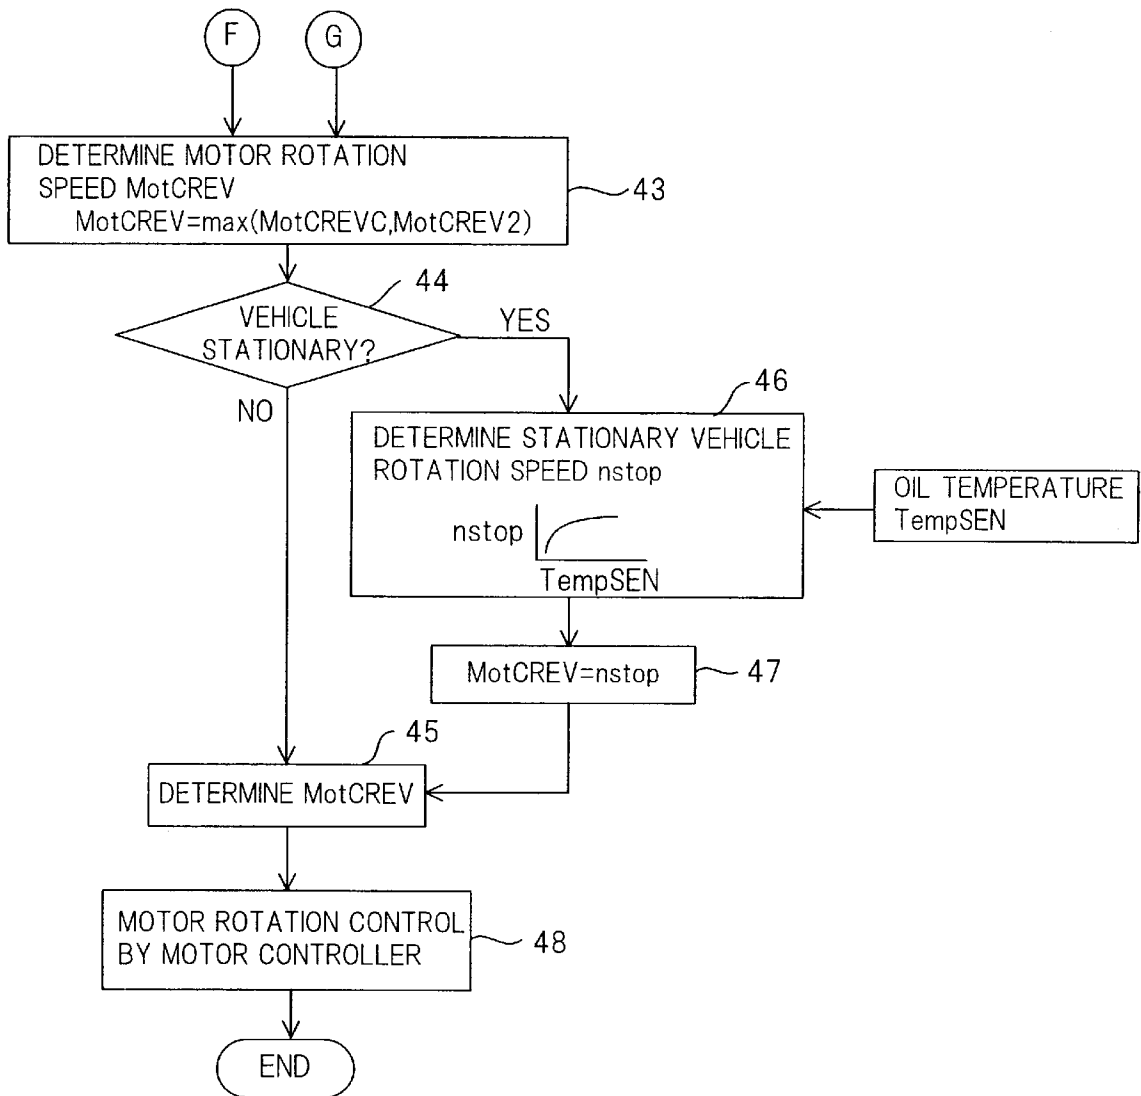 F
G
DETERMINE MOTOR ROTATION
SPEED MotCREV
MotCREV=max(MotCREVC,MotCREV2)
43
44
VEHICLE
STATIONARY?
YES
NO
46
DETERMINE STATIONARY VEHICLE
ROTATION SPEED nstop
nstop
TempSEN
OIL TEMPERATURE
TempSEN
MotCREV=nstop
47
45
DETERMINE MotCREV
MOTOR ROTATION CONTROL
BY MOTOR CONTROLLER
48
END